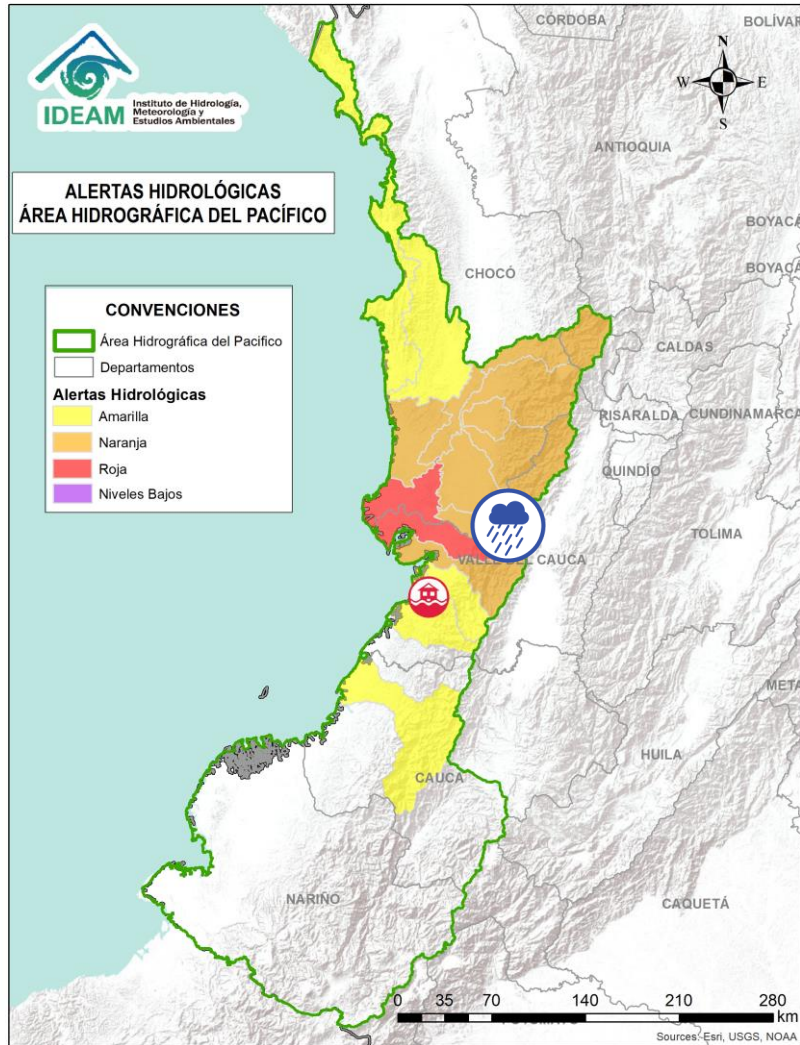 IDEAM
Instituto de Hidrología,
Meteorología y
Estudios Ambientales
ALERTAS HIDROLÓGICAS
ÁREA HIDROGRÁFICA DEL PACÍFICO
CONVENCIONES
Área Hidrográfica del Pacifico
Departamentos
Alertas Hidrológicas
Amarilla
Naranja
Roja
Niveles Bajos
N
W E
S
CÓRDOBA
BOLÍVAR
ANTIOQUIA
BOYACÁ
BOYACÁ
CHOCÓ
CALDAS
RISARALDA
CUNDINAMARCA
QUINDÍO
TOLIMA
VALLE DEL CAUCA
META
HUILA
CAUCA
NARIÑO
CAQUETÁ
0 35 70 140 210 280
km
Sources: Esri, USGS, NOAA